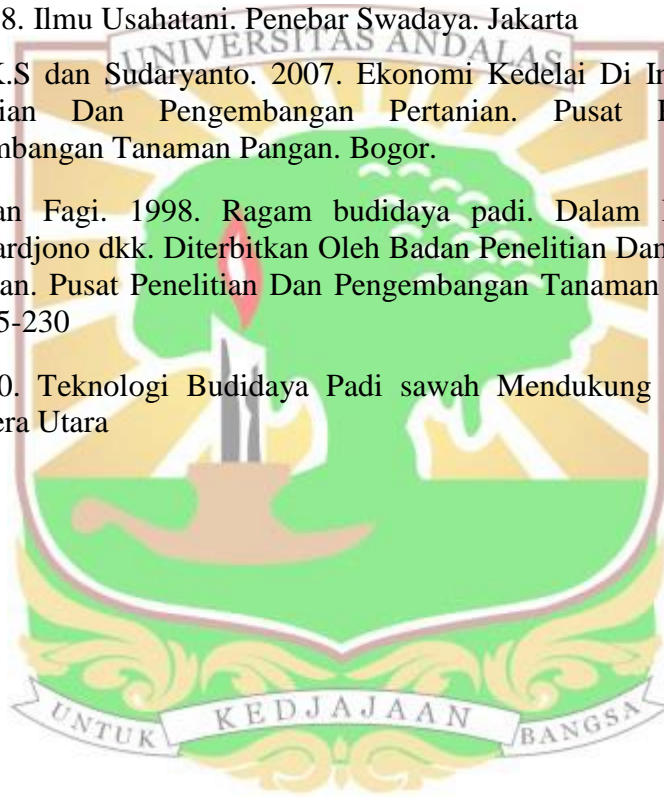 8. Ilmu Usahatani. Penebar Swadaya. Jakarta
UNIVERSITAS ANDALAS
K.S dan Sudaryanto. 2007. Ekonomi Kedelai Di In
ian Dan Pengembangan Pertanian. Pusat
mbangan Tanaman Pangan. Bogor.
an Fagi. 1998. Ragam budidaya padi. Dalam
ardjono dkk. Diterbitkan Oleh Badan Penelitian Dan
an. Pusat Penelitian Dan Pengembangan Tanaman
5-230
0. Teknologi Budidaya Padi sawah Mendukung
era Utara
UNTUK KEDJAJAAN BANGSA